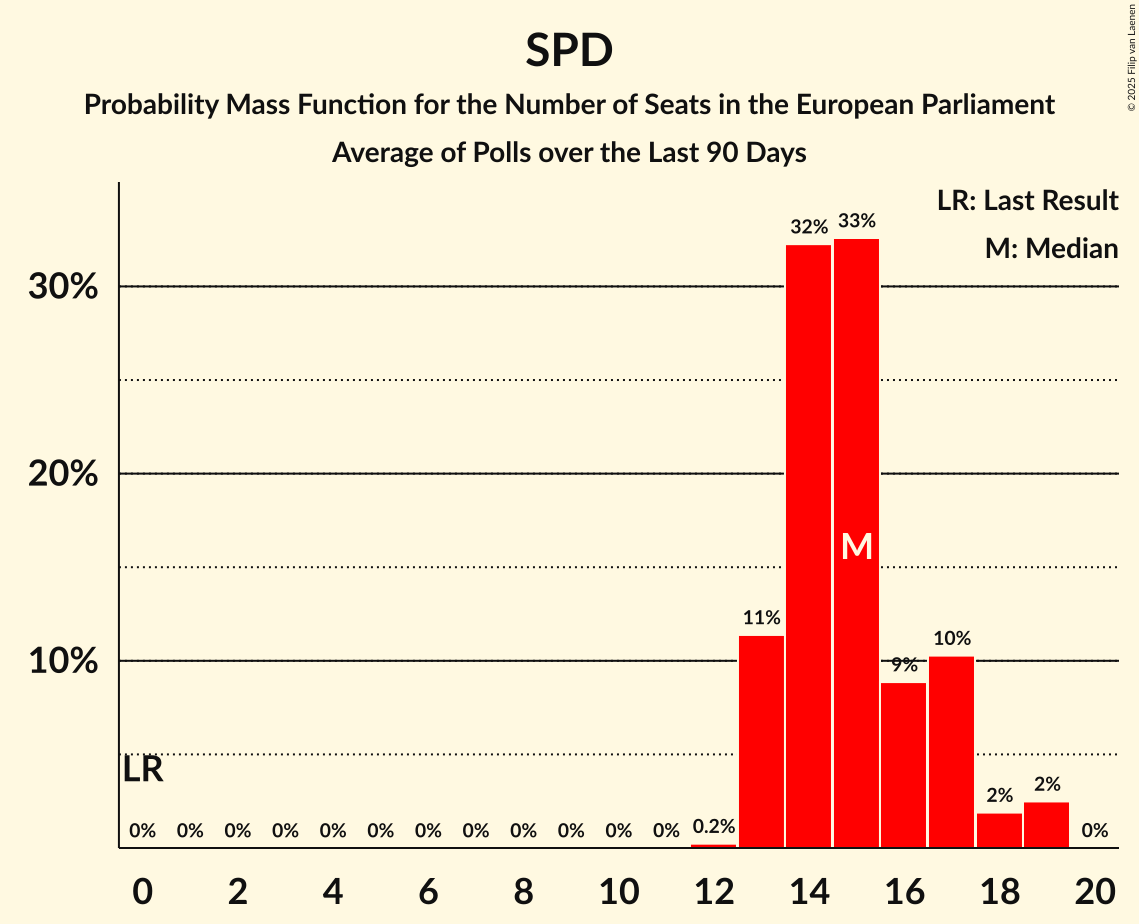 SPD
Probability Mass Function for the Number of Seats in the European Parliament
Average of Polls over the Last 90 Days
© 2025 Filip van Laenen
LR: Last Result
M: Median
32% 33%
30%
20%
M
11%
10%
10%
9%
LR
0% 0% 0% 0% 0% 0% 0% 0% 0% 0% 0% 0% 0.2% 2% 2% 0%
0 2 4 6 8 10 12 14 16 18 20